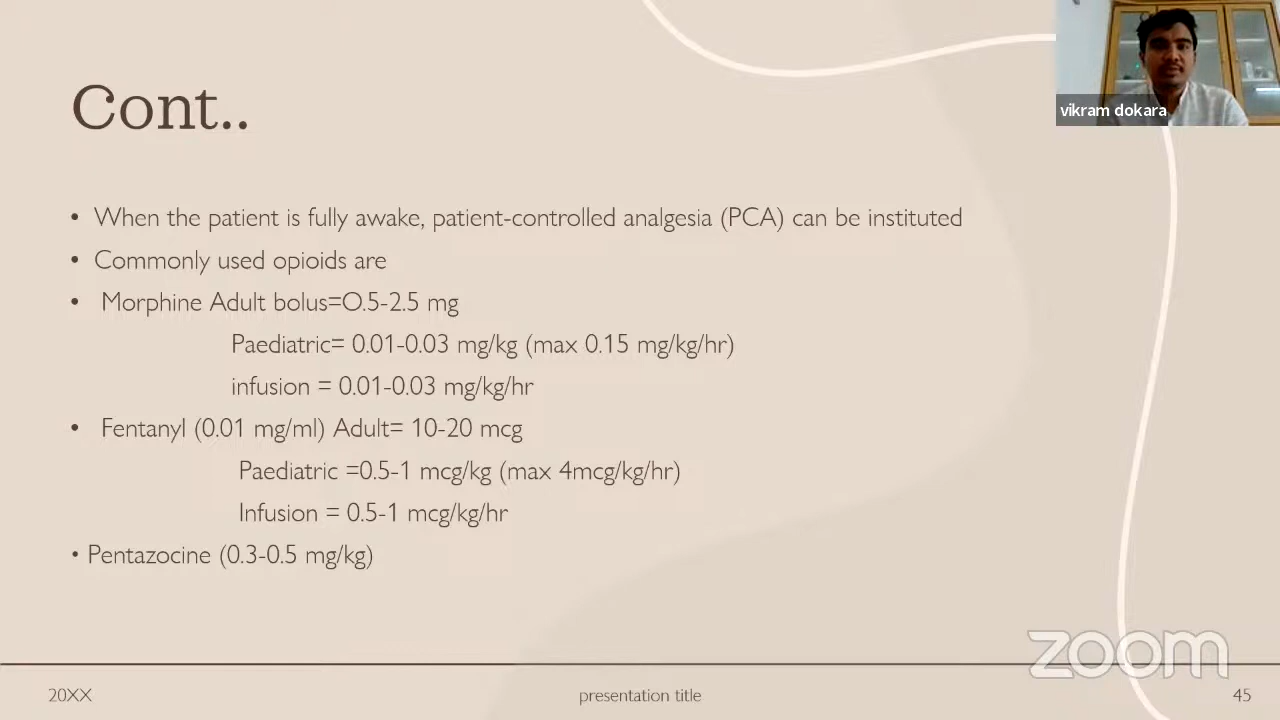 vikram dokara
Cont..
• When the patient is fully awake, patient-controlled analgesia (PCA) can be instituted
• Commonly used opioids are
• Morphine Adult bolus=O.5-2.5 mg
Paediatric= 0.01-0.03 mg/kg (max 0.15 mg/kg/hr)
infusion = 0.01-0.03 mg/kg/hr
• Fentanyl (0.01 mg/ml) Adult= 10-20 mcg
Paediatric =0.5-1 mcg/kg (max 4mcg/kg/hr)
Infusion = 0.5-1 mcg/kg/hr
• Pentazocine (0.3-0.5 mg/kg)
zoom
20XX presentation title 45